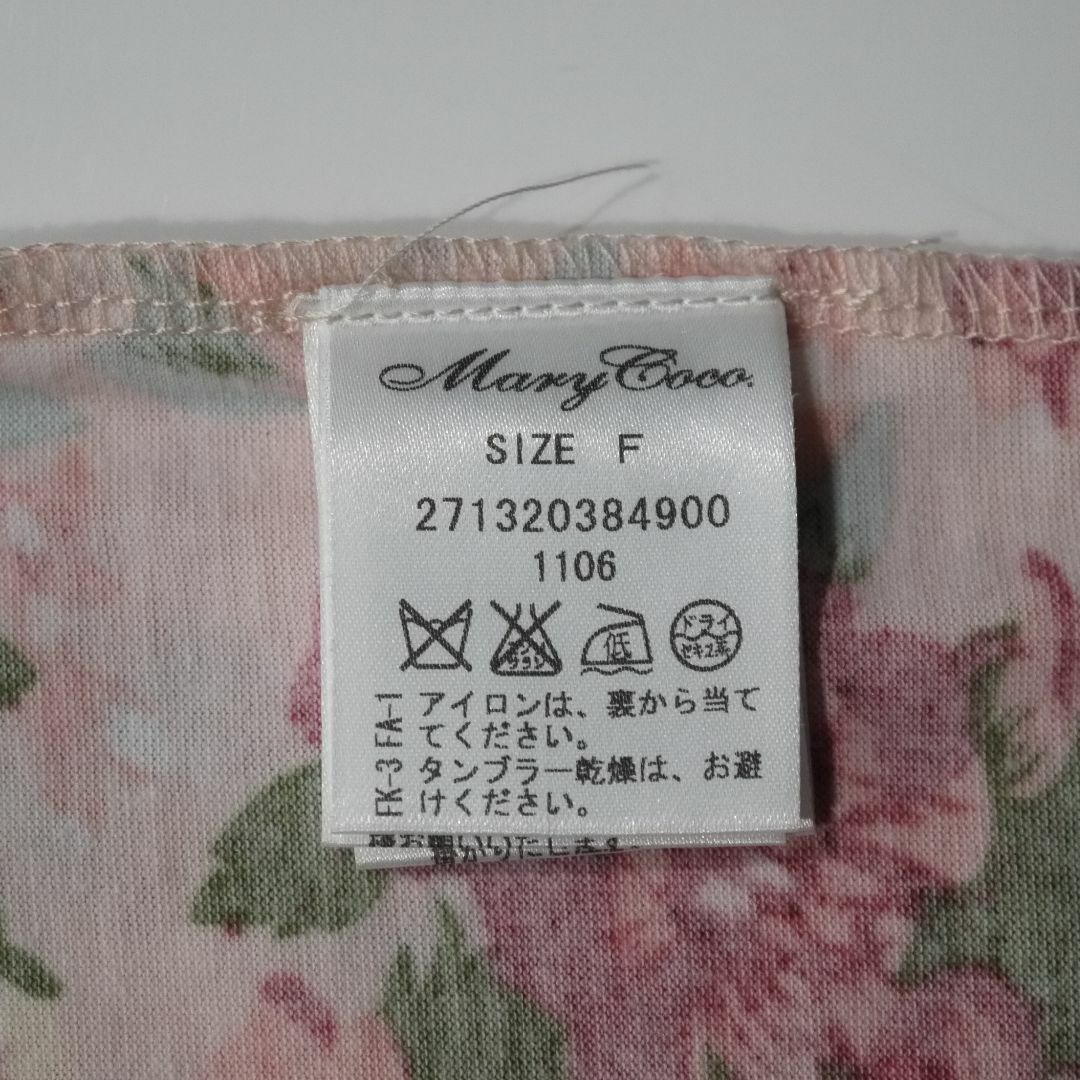 Mary Coco.
SIZE F
271320384900
1106
低
ドライ
セキユ系
FA-1 アイロンは、裏から当て
てください。
FK-3 タンブラー乾燥は、お避
けください。